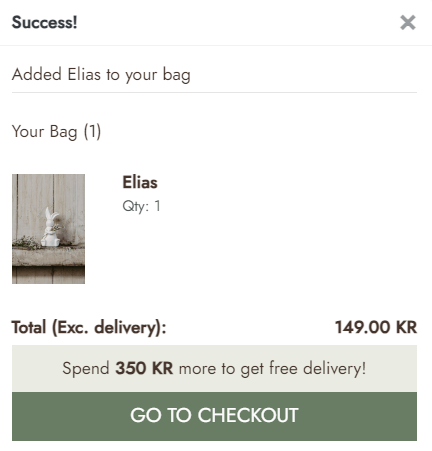 Success!
Added Elias to your bag
Your Bag (1)
Elias
Qty: 1
Total (Exc. delivery): 149.00 KR
Spend 350 KR more to get free delivery!
GO TO CHECKOUT